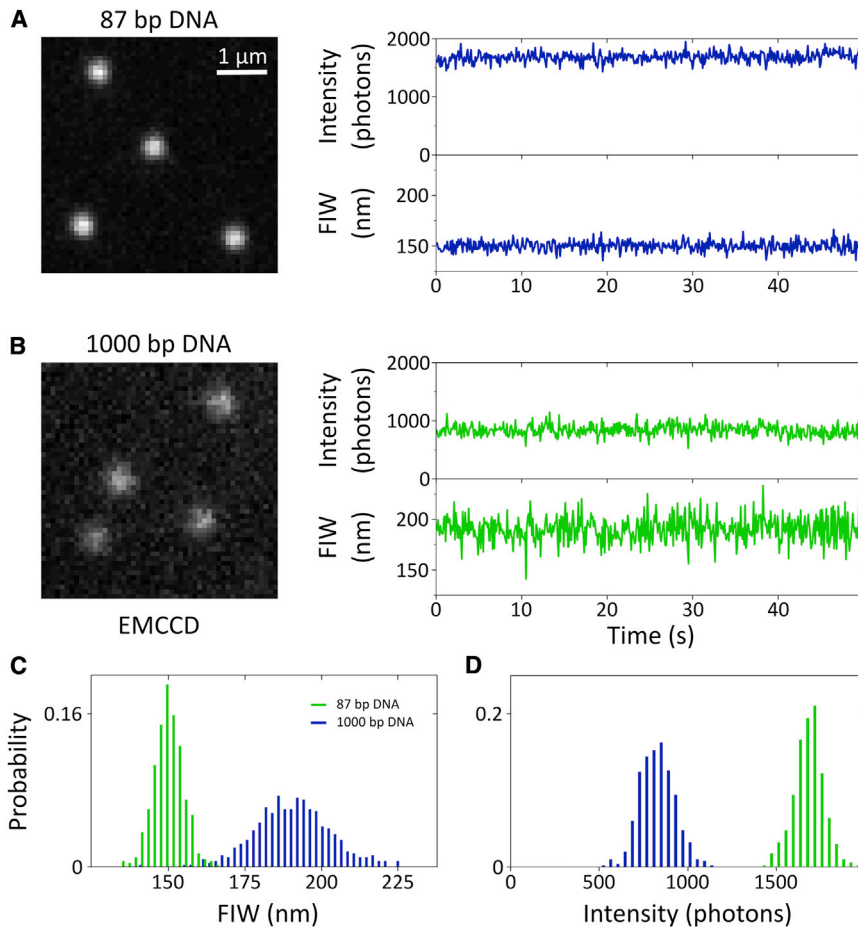 A
87 bp DNA
1 µm
Intensity
(photons)
2000
1000
0
FIW
(nm)
200
150
0
10
20
30
40
B
1000 bp DNA
EMCCD
Intensity
(photons)
2000
1000
0
FIW
(nm)
200
150
0
10
20
30
40
Time (s)
C
Probability
0.16
0
87 bp DNA
1000 bp DNA
150
175
200
225
FIW (nm)
D
0.2
0
0
500
1000
1500
Intensity (photons)